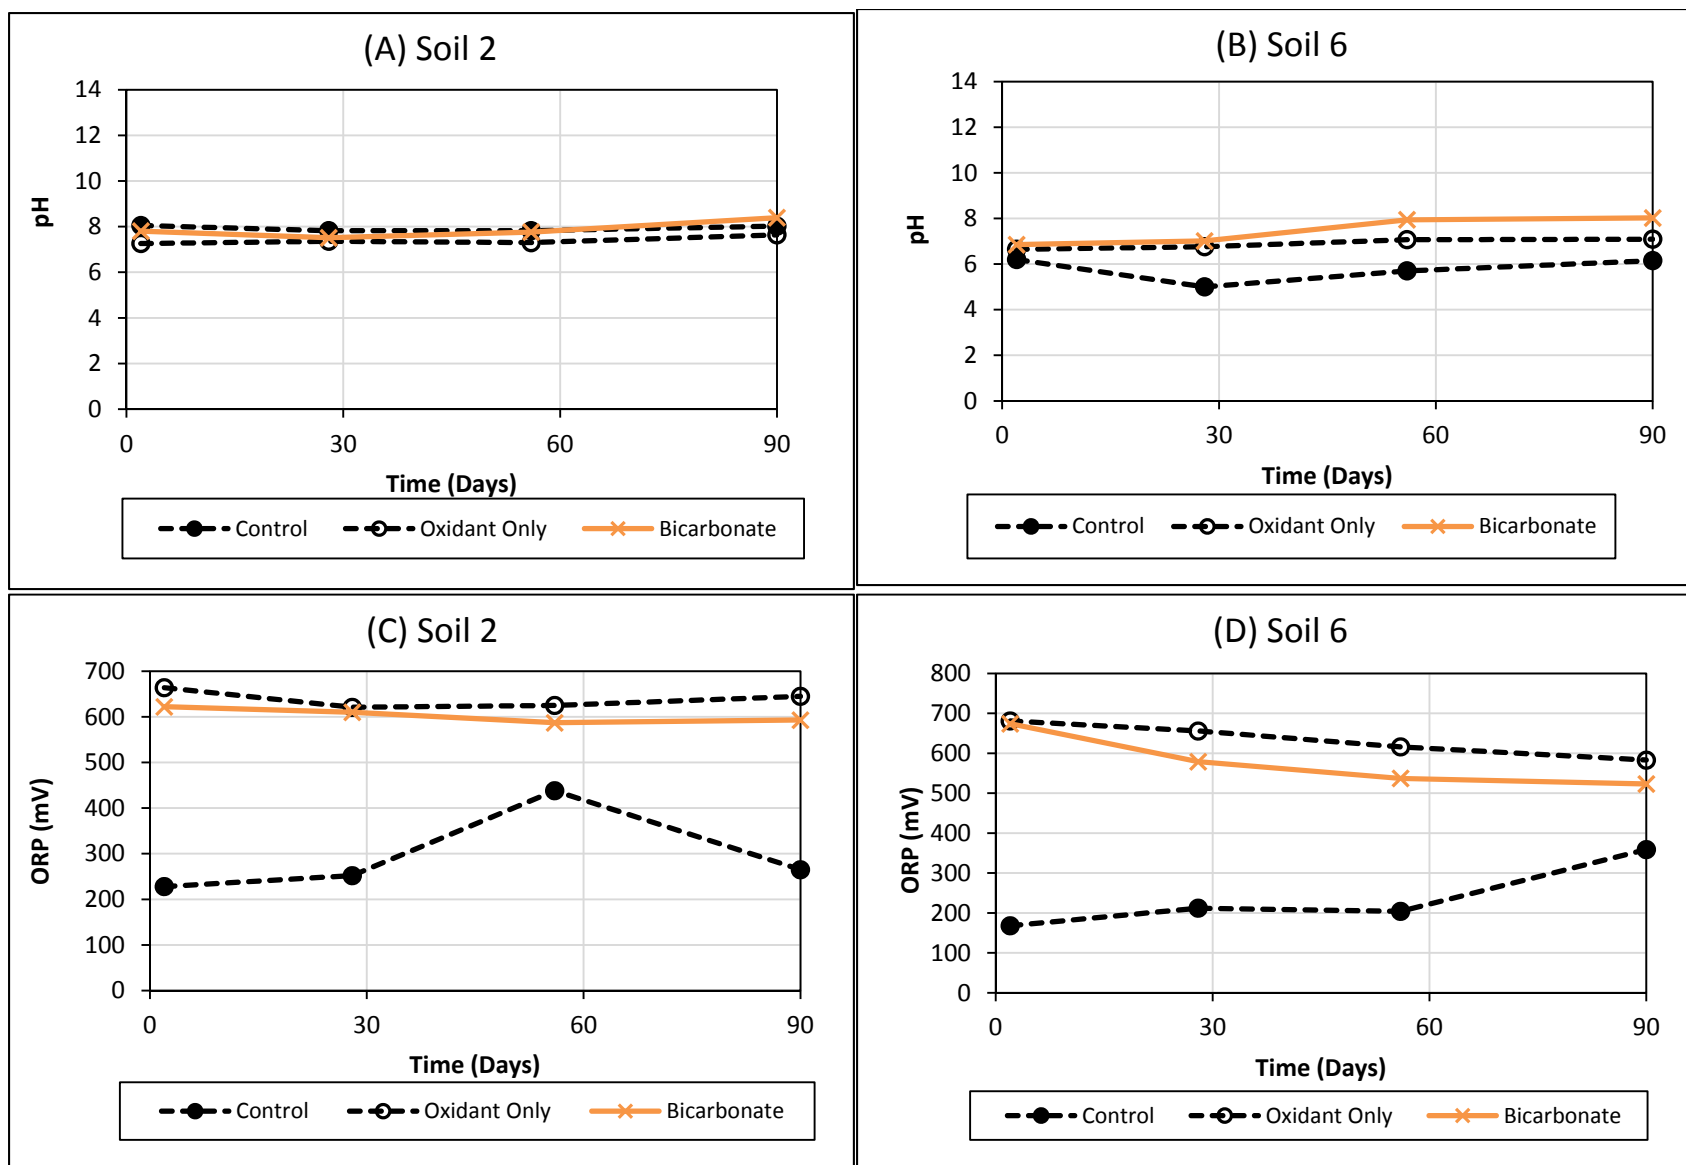 (A) Soil 2
14
12
10
8
6
4
2
0
pH
0 30 60 90
Time (Days)
Control Oxidant Only Bicarbonate
(B) Soil 6
14
12
10
8
6
4
2
0
pH
0 30 60 90
Time (Days)
Control Oxidant Only Bicarbonate
(C) Soil 2
700
600
500
400
300
200
100
0
ORP (mV)
0 30 60 90
Time (Days)
Control Oxidant Only Bicarbonate
(D) Soil 6
800
700
600
500
400
300
200
100
0
ORP (mV)
0 30 60 90
Time (Days)
Control Oxidant Only Bicarbonate